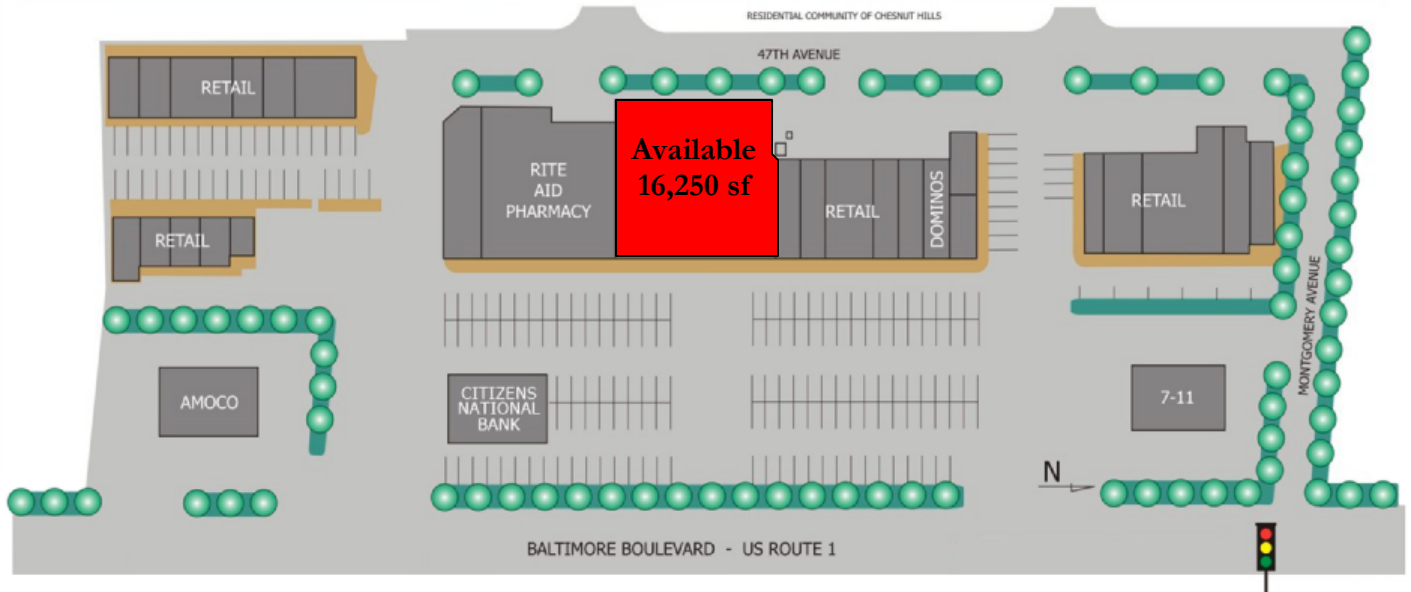 RESIDENTIAL COMMUNITY OF CHESNUT HILLS
47TH AVENUE
RETAIL
Available
16,250 sf
RITE
AID
PHARMACY
RETAIL
DOMINOS
RETAIL
RETAIL
MONTGOMERY AVENUE
AMOCO
CITIZENS
NATIONAL
BANK
7-11
N
BALTIMORE BOULEVARD - US ROUTE 1